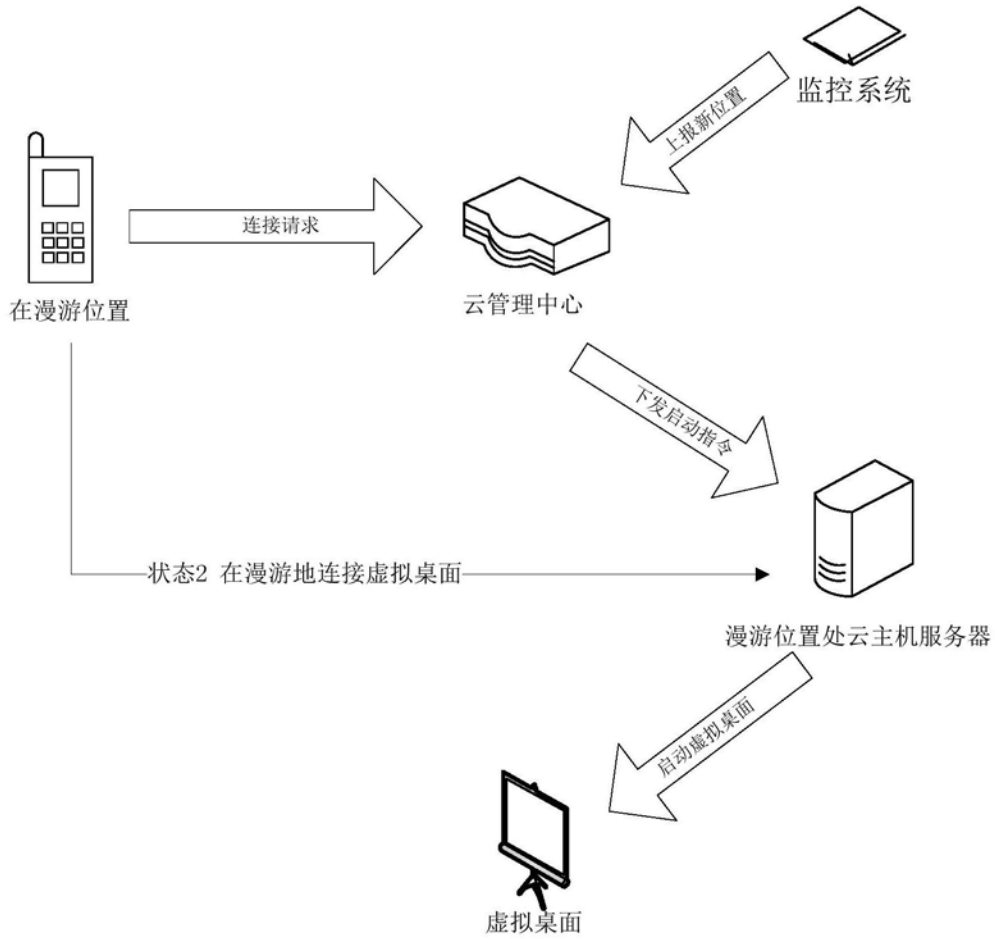 监控系统
上报新位置
连接请求
在漫游位置
云管理中心
下发启动指令
状态2 在漫游地连接虚拟桌面
漫游位置处云主机服务器
启动虚拟桌面
虚拟桌面